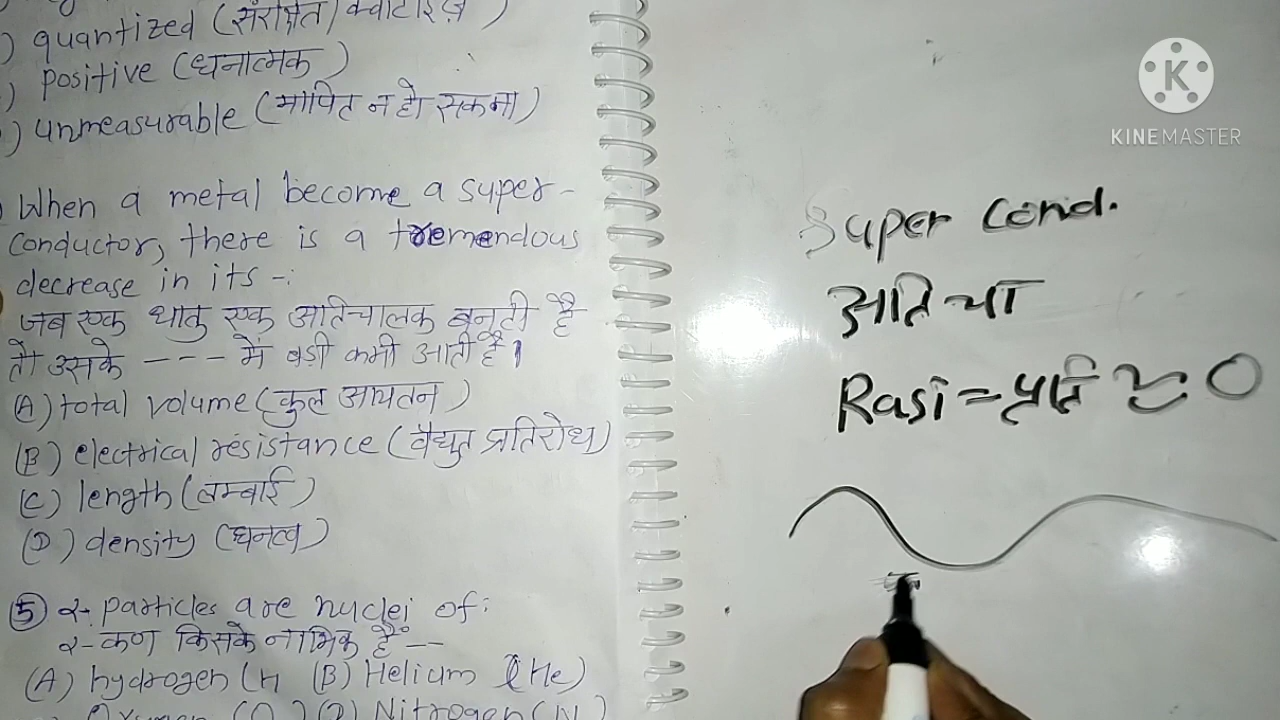 ) quantized (संरक्षित/क्वांटाइज़)
) positive (धनात्मक)
) unmeasurable (मापित न हो सकना)
) When a metal become a super-
conductor, there is a tremendous
decrease in its -:
जब एक धातु एक अतिचालक बनती है
तो उसके ---- में बड़ी कमी आती है।
(A) total volume (कुल आयतन)
(B) electrical resistance (वैद्युत प्रतिरोध)
(C) length (लम्बाई)
(D) density (घनत्व)
(5) α- particles are nuclei of:
α-कण किसके नाभिक हैं --
(A) hydrogen (H (B) Helium (He)
(O) (D) Nitrogen (N)
Super Cond.
अति चा
Rasi = प्रति ≈ 0
KINEMASTER